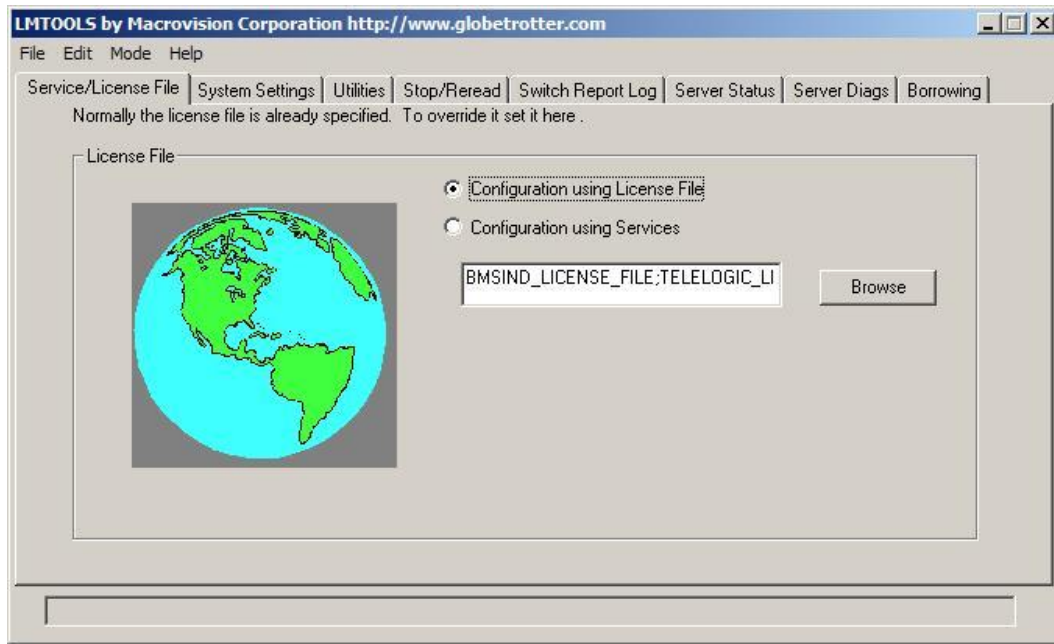 LMTOOLS by Macrovision Corporation http://www.globetrotter.com
File Edit Mode Help
Service/License File System Settings Utilities Stop/Reread Switch Report Log Server Status Server Diags Borrowing
Normally the license file is already specified. To override it set it here .
License File
Configuration using License File
Configuration using Services
BMSIND_LICENSE_FILE;TELELOGIC_LI
Browse